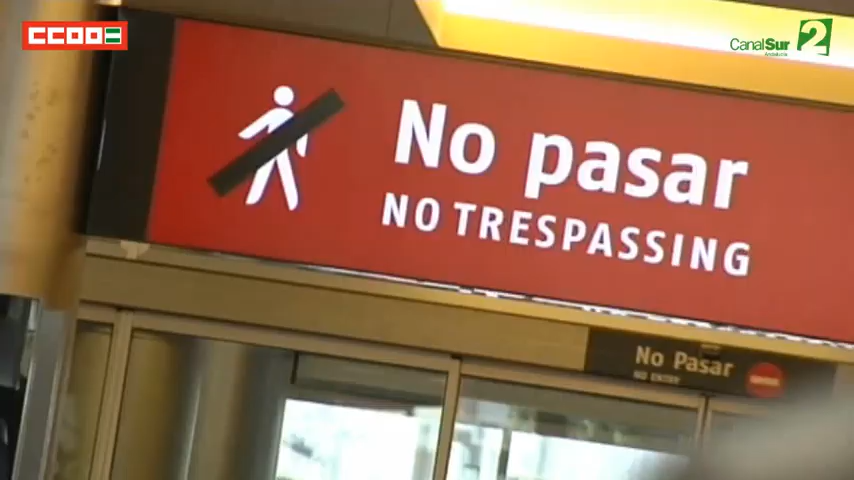 CCOO
CanalSur 2
Andalucía
No pasar
NO TRESPASSING
No Pasar
NO ENTRY